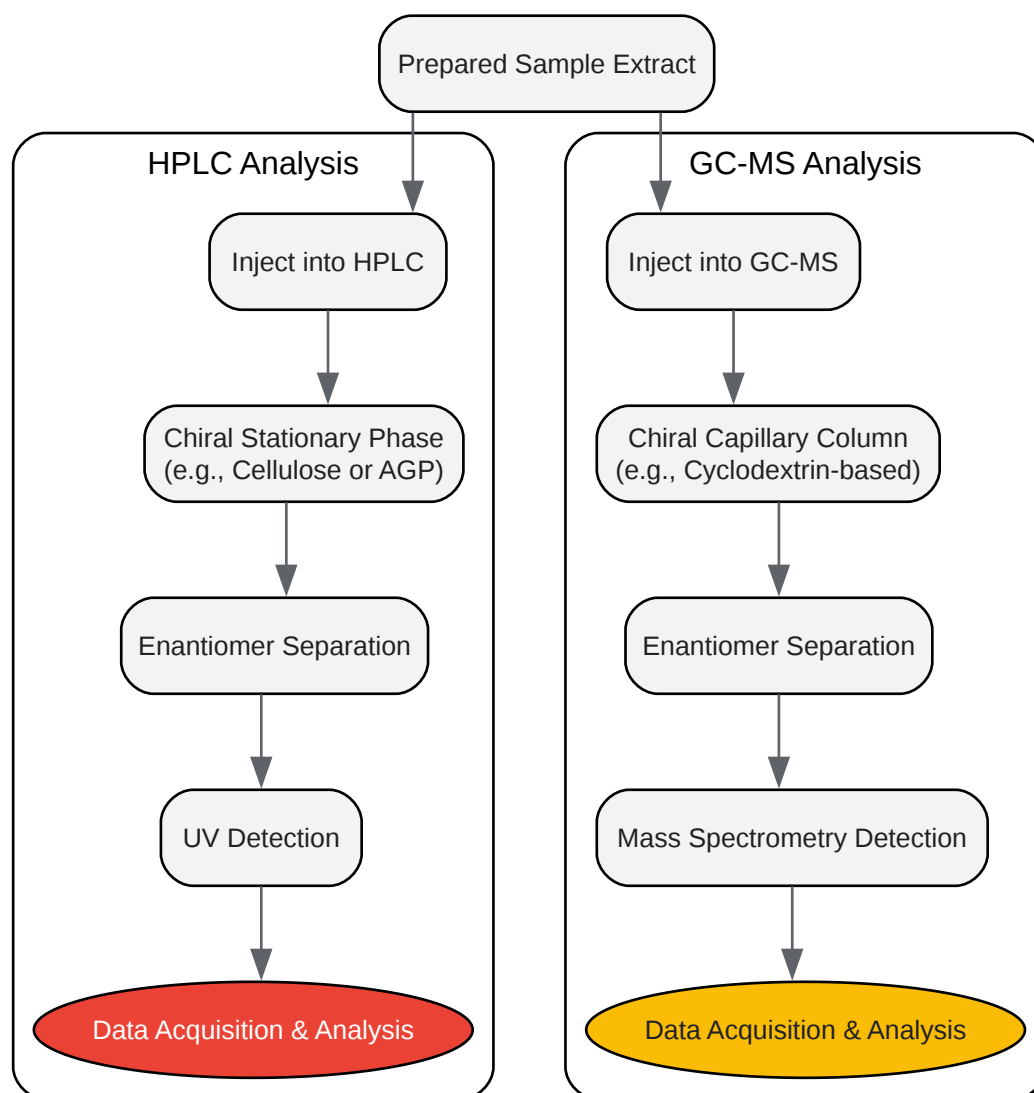 Prepared Sample Extract
HPLC Analysis
Inject into HPLC
Chiral Stationary Phase
(e.g., Cellulose or AGP)
Enantiomer Separation
UV Detection
Data Acquisition & Analysis
GC-MS Analysis
Inject into GC-MS
Chiral Capillary Column
(e.g., Cyclodextrin-based)
Enantiomer Separation
Mass Spectrometry Detection
Data Acquisition & Analysis